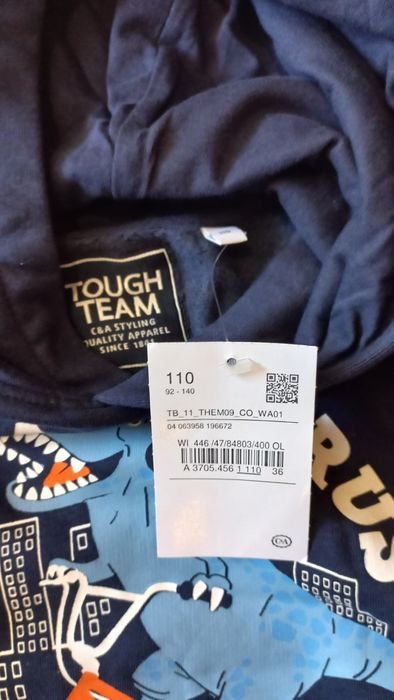 TOUGH
TEAM
C&A STYLING
QUALITY APPAREL
SINCE 1841
110
92 - 140
TB_11_THEM09_CO_WA01
04 063958 196672
WI 446 /47/84803/400 OL
A 3705.456 1 110 36
C&A
RUS